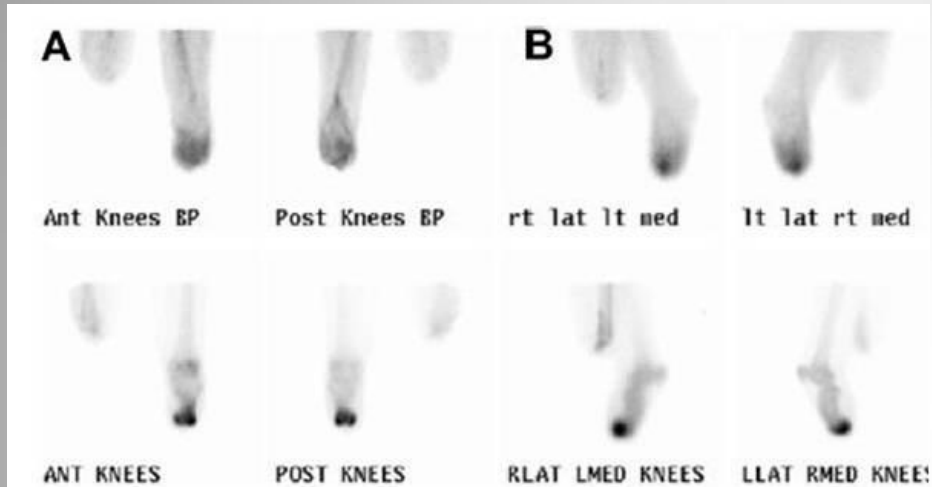 A
B
Ant Knees BP
Post Knees BP
rt lat lt med
lt lat rt med
ANT KNEES
POST KNEES
RLAT LMED KNEES
LLAT RMED KNEES